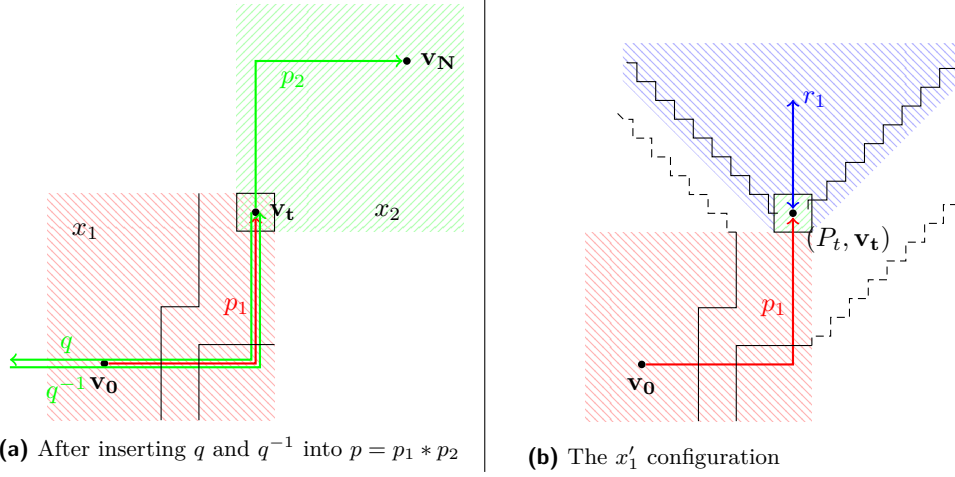 v_N
p_2
v_t
x_2
x_1
p_1
q
q^{-1}
v_0
(a) After inserting q and q^{-1} into p = p_1 * p_2
r_1
(P_t, v_t)
p_1
v_0
(b) The x'_1 configuration